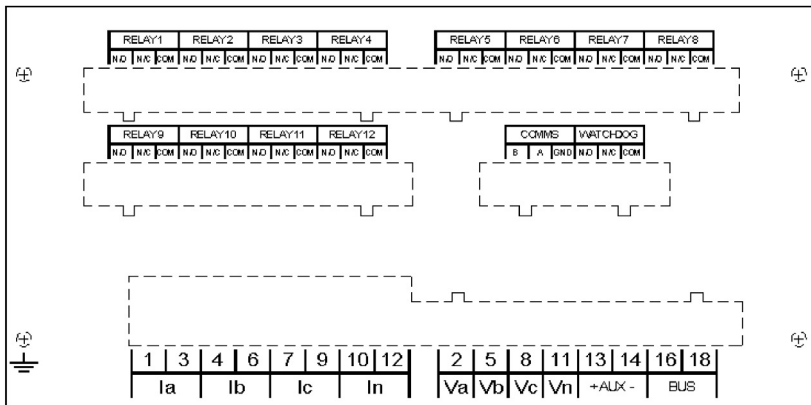 RELAY1 RELAY2 RELAY3 RELAY4 RELAY5 RELAY6 RELAY7 RELAY8
N/O N/C COM N/O N/C COM N/O N/C COM N/O N/C COM N/O N/C COM N/O N/C COM N/O N/C COM N/O N/C COM
RELAY9 RELAY10 RELAY11 RELAY12 COMMS WATCHDOG
N/O N/C COM N/O N/C COM N/O N/C COM N/O N/C COM B A GND N/O N/C COM
1 3 4 6 7 9 10 12 2 5 8 11 13 14 16 18
Ia Ib Ic In Va Vb Vc Vn +AUX - BUS